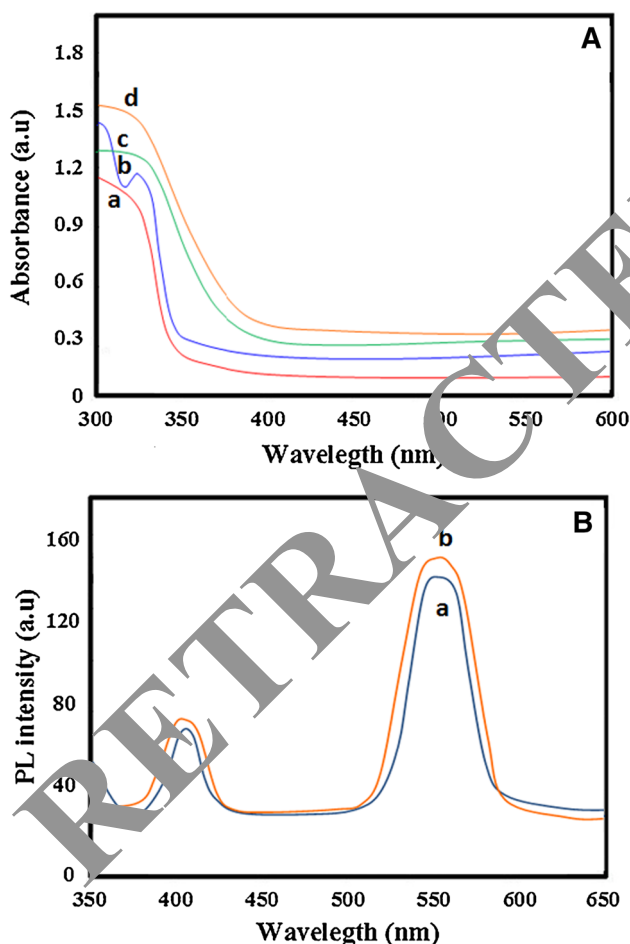 A
1.8
1.5
1.2
0.9
0.6
0.3
0
Absorbance (a.u)
d
c
b
a
300 350 400 450 500 550 600
Wavelegth (nm)
B
160
120
80
40
0
PL intensity (a.u)
b
a
350 400 450 500 550 600 650
Wavelegth (nm)